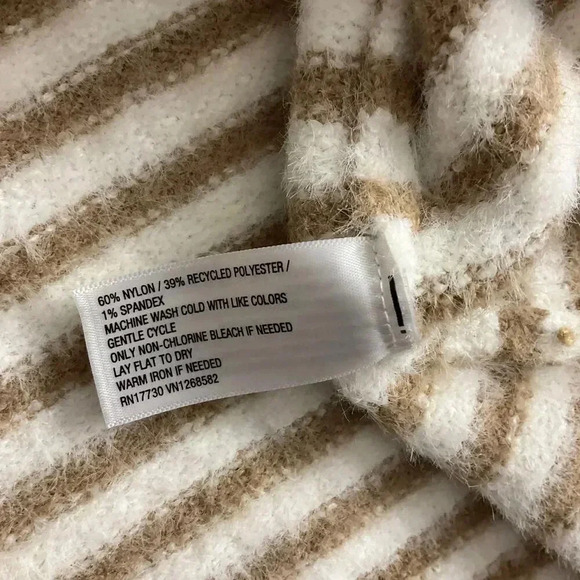 60% NYLON / 39% RECYCLED POLYESTER /
1% SPANDEX
MACHINE WASH COLD WITH LIKE COLORS
GENTLE CYCLE
ONLY NON-CHLORINE BLEACH IF NEEDED
LAY FLAT TO DRY
WARM IRON IF NEEDED
RN17730 VN1268582